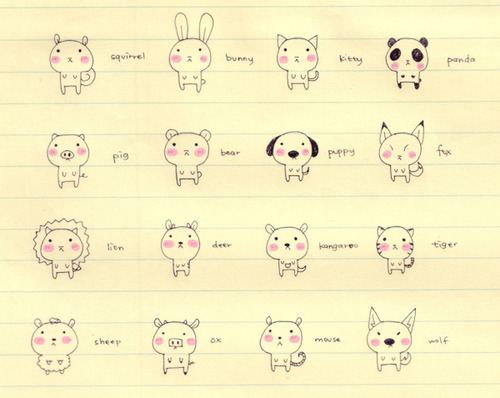 squirrel bunny kitty panda
pig bear puppy fox
lion deer kangaroo tiger
sheep ox mouse wolf